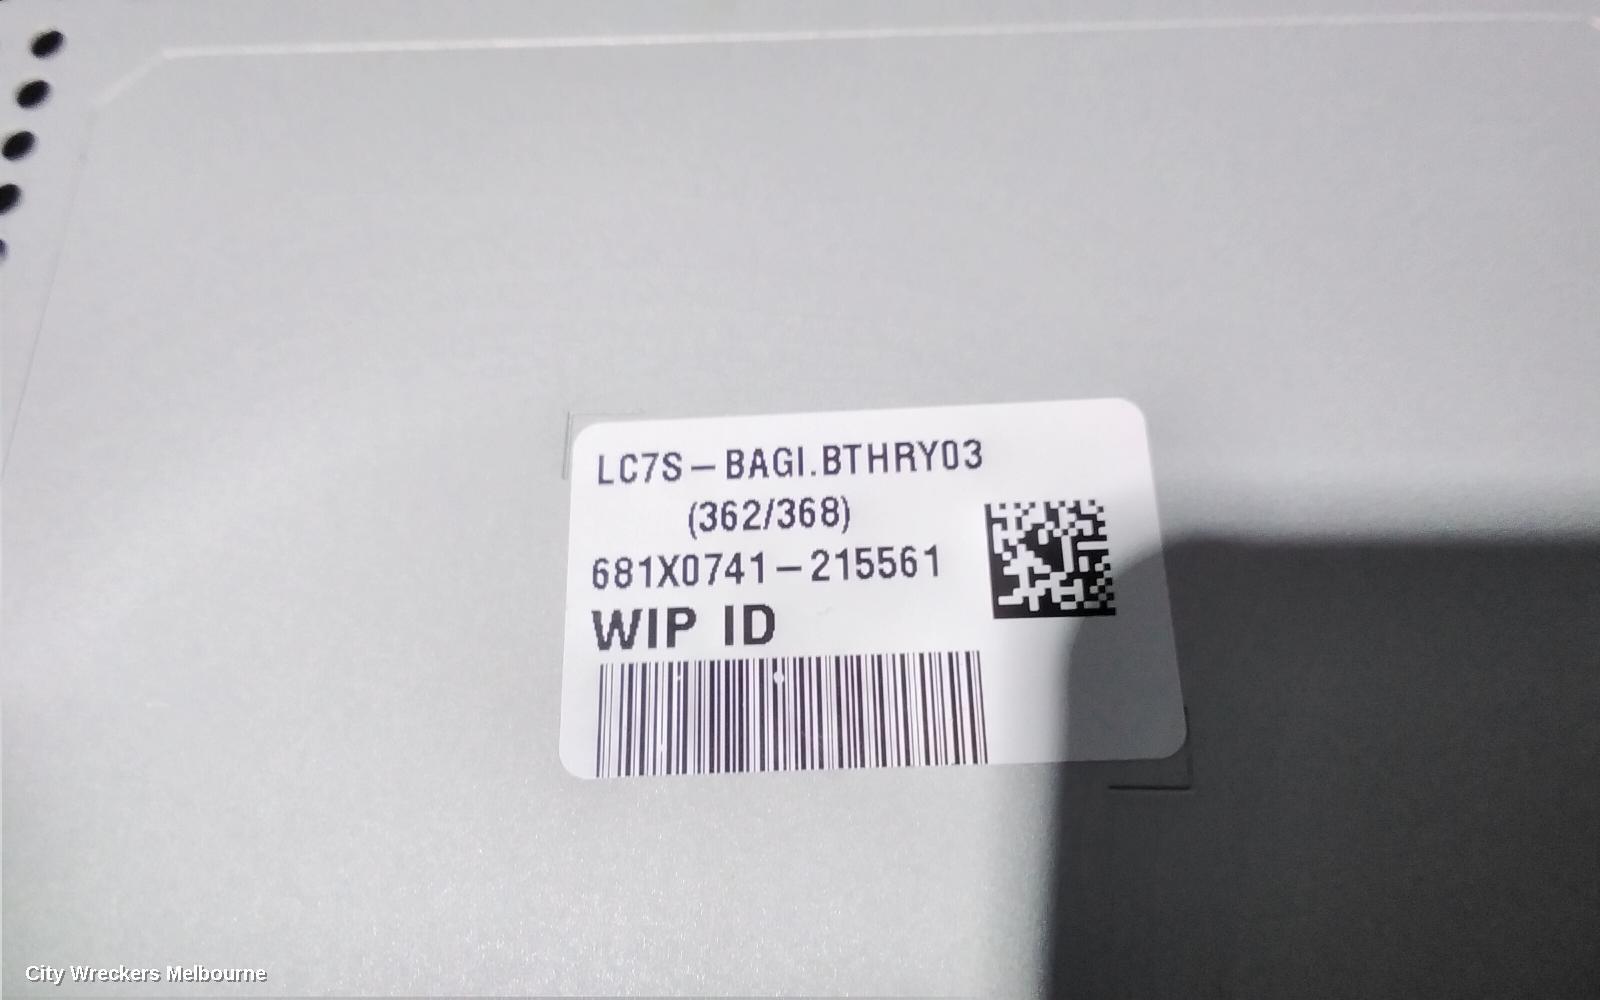 LC7S-BAGI.BTHRY03
(362/368)
681X0741-215561
WIP ID
City Wreckers Melbourne